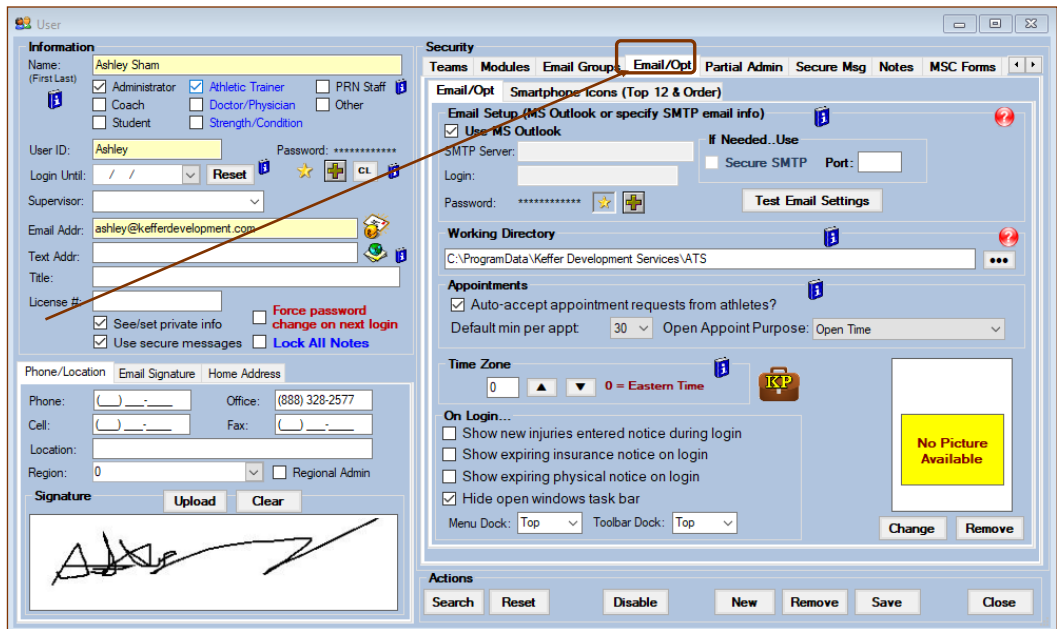 User
Information
Name: Ashley Sham
(First Last)
Administrator Athletic Trainer PRN Staff
Coach Doctor/Physician Other
Student Strength/Condition
User ID: Ashley Password: ************
Login Until: / / Reset CL
Supervisor:
Email Addr: ashley@kefferdevelopment.com
Text Addr:
Title:
License #:
See/set private info
Force password change on next login
Use secure messages Lock All Notes
Phone/Location Email Signature Home Address
Phone: (___) ___-____ Office: (888) 328-2577
Cell: (___) ___-____ Fax: (___) ___-____
Location:
Region: 0 Regional Admin
Signature Upload Clear
Security
Teams Modules Email Groups Email/Opt Partial Admin Secure Msg Notes MSC Forms
Email/Opt Smartphone Icons (Top 12 & Order)
Email Setup (MS Outlook or specify SMTP email info)
Use MS Outlook
SMTP Server:
If Needed..Use
Secure SMTP Port:
Login:
Password: ************ Test Email Settings
Working Directory
C:\ProgramData\Keffer Development Services\ATS
Appointments
Auto-accept appointment requests from athletes?
Default min per appt: 30 Open Appoint Purpose: Open Time
Time Zone
0 0 = Eastern Time KP
On Login...
Show new injuries entered notice during login
Show expiring insurance notice on login
Show expiring physical notice on login
Hide open windows task bar
Menu Dock: Top Toolbar Dock: Top
No Picture
Available
Change Remove
Actions
Search Reset Disable New Remove Save Close